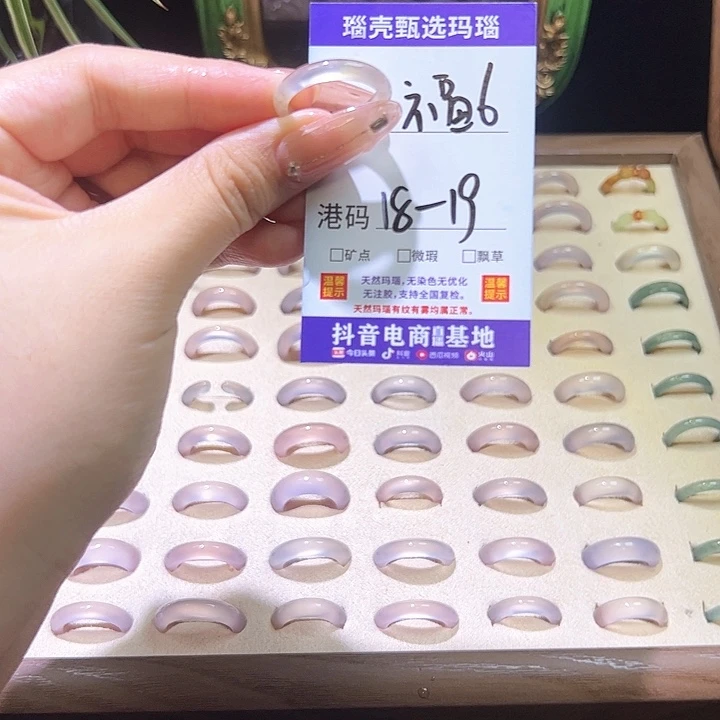 瑙壳甄选玛瑙
福6
港码 18-19
□矿点 □微瑕 □飘草
温馨提示
天然玛瑙,无染色无优化
无注胶,支持全国复检。
天然玛瑙有纹有雾均属正常。
温馨提示
抖音电商直播基地
今日头条 抖音 西瓜视频 火山